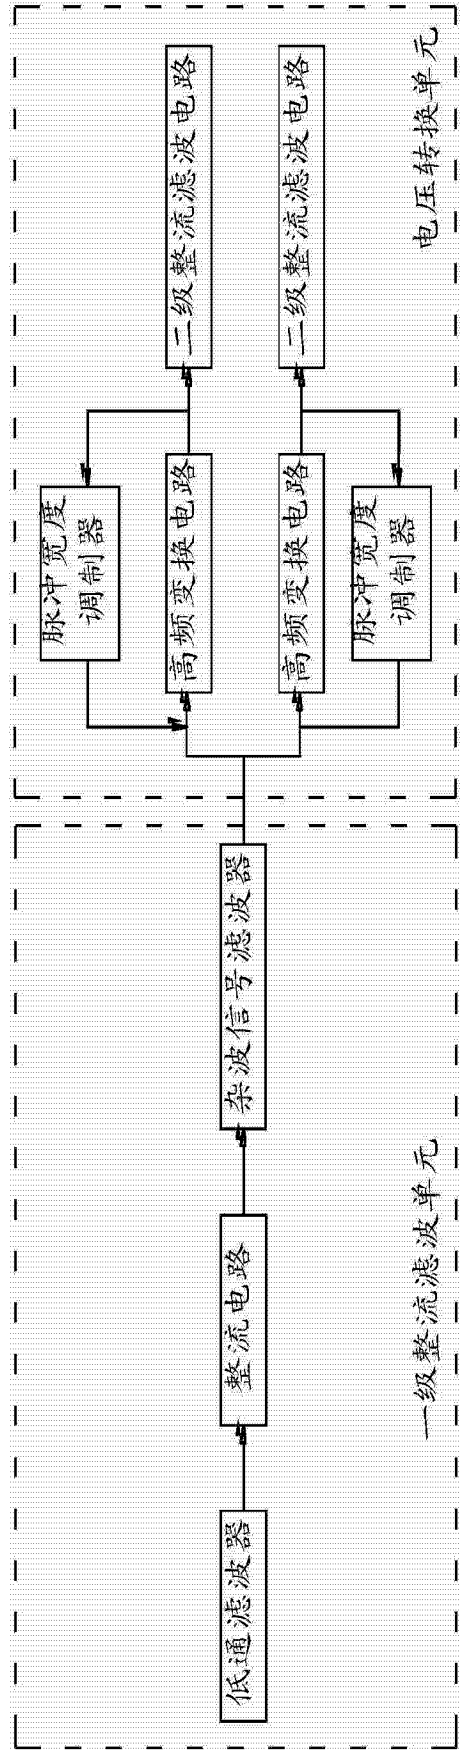 低通滤波器
整流电路
杂波信号滤波器
一级整流滤波单元
脉冲宽度
调制器
高频变换电路
二级整流滤波电路
高频变换电路
二级整流滤波电路
脉冲宽度
调制器
电压转换单元